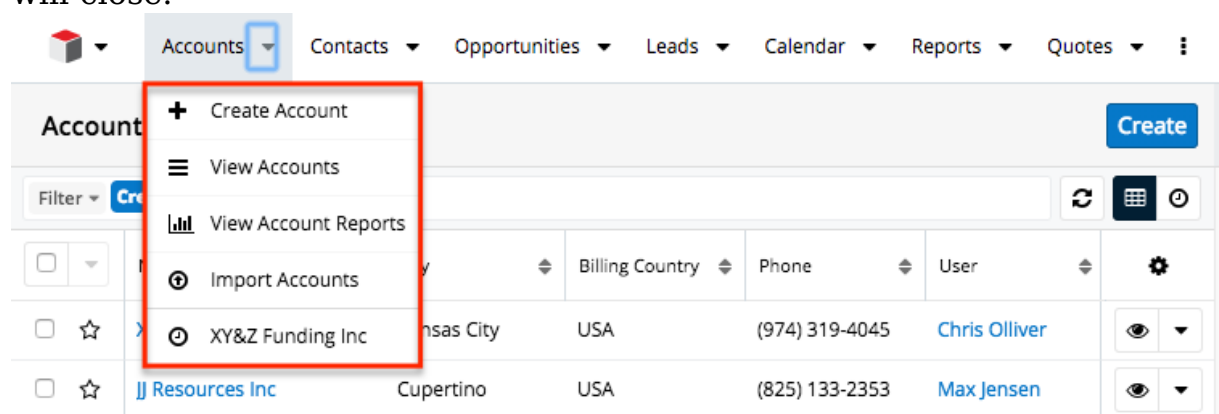 will close.
Accounts Contacts Opportunities Leads Calendar Reports Quotes
Accoun Create
Create Account
View Accounts
Filter Cre
View Account Reports
Billing Country Phone User
Import Accounts
XY&Z Funding Inc
nsas City USA (974) 319-4045 Chris Olliver
JJ Resources Inc Cupertino USA (825) 133-2353 Max Jensen